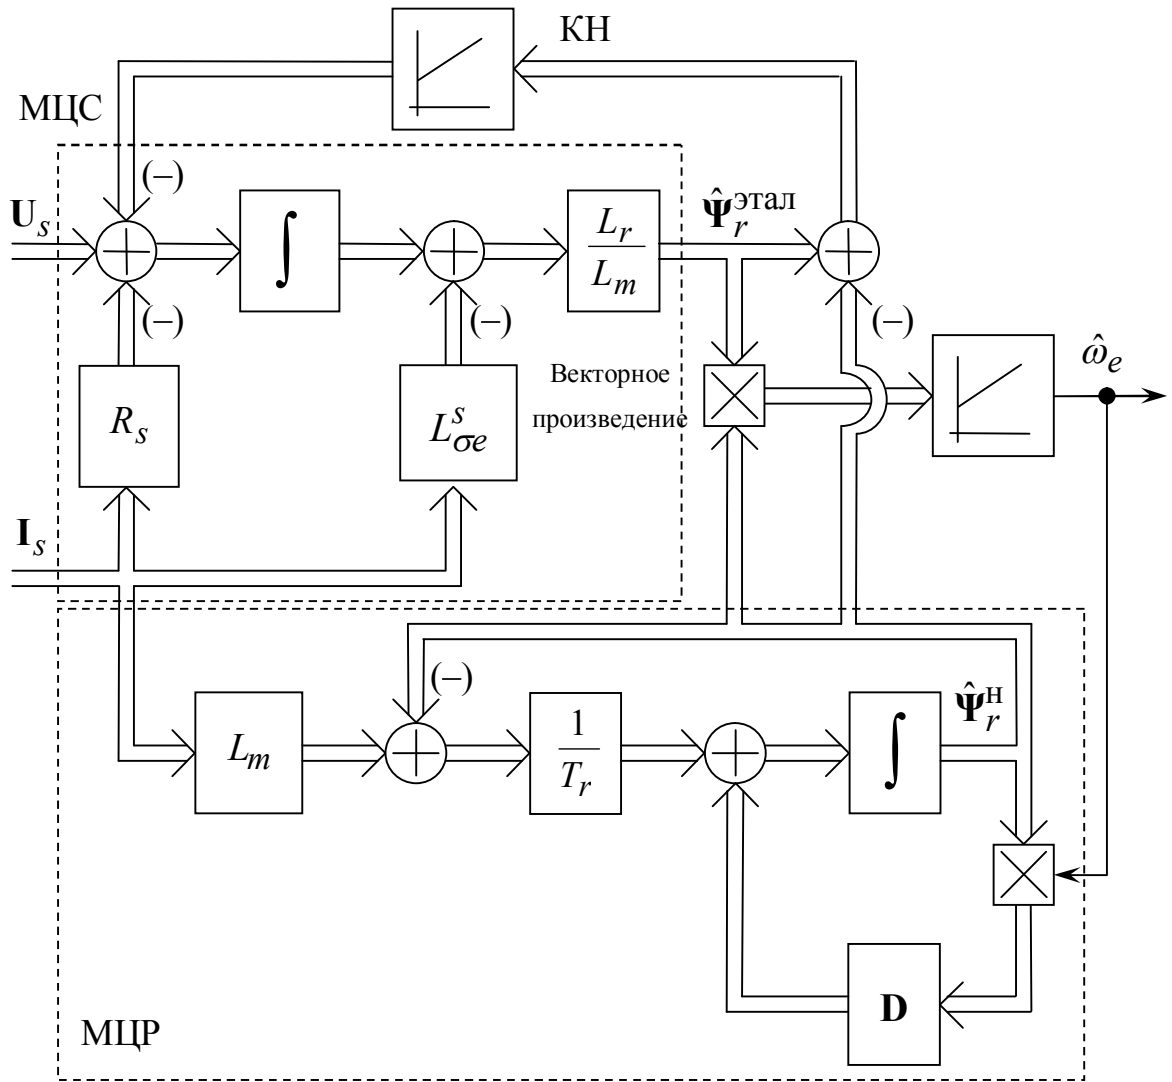 КН
МЦС
(–)
U_s
∫
L_r / L_m
Ψ̂_r^этал
(–)
(–)
(–)
R_s
L_σe^s
Векторное
произведение
ω̂_e
I_s
(–)
L_m
1 / T_r
∫
Ψ̂_r^н
D
МЦР